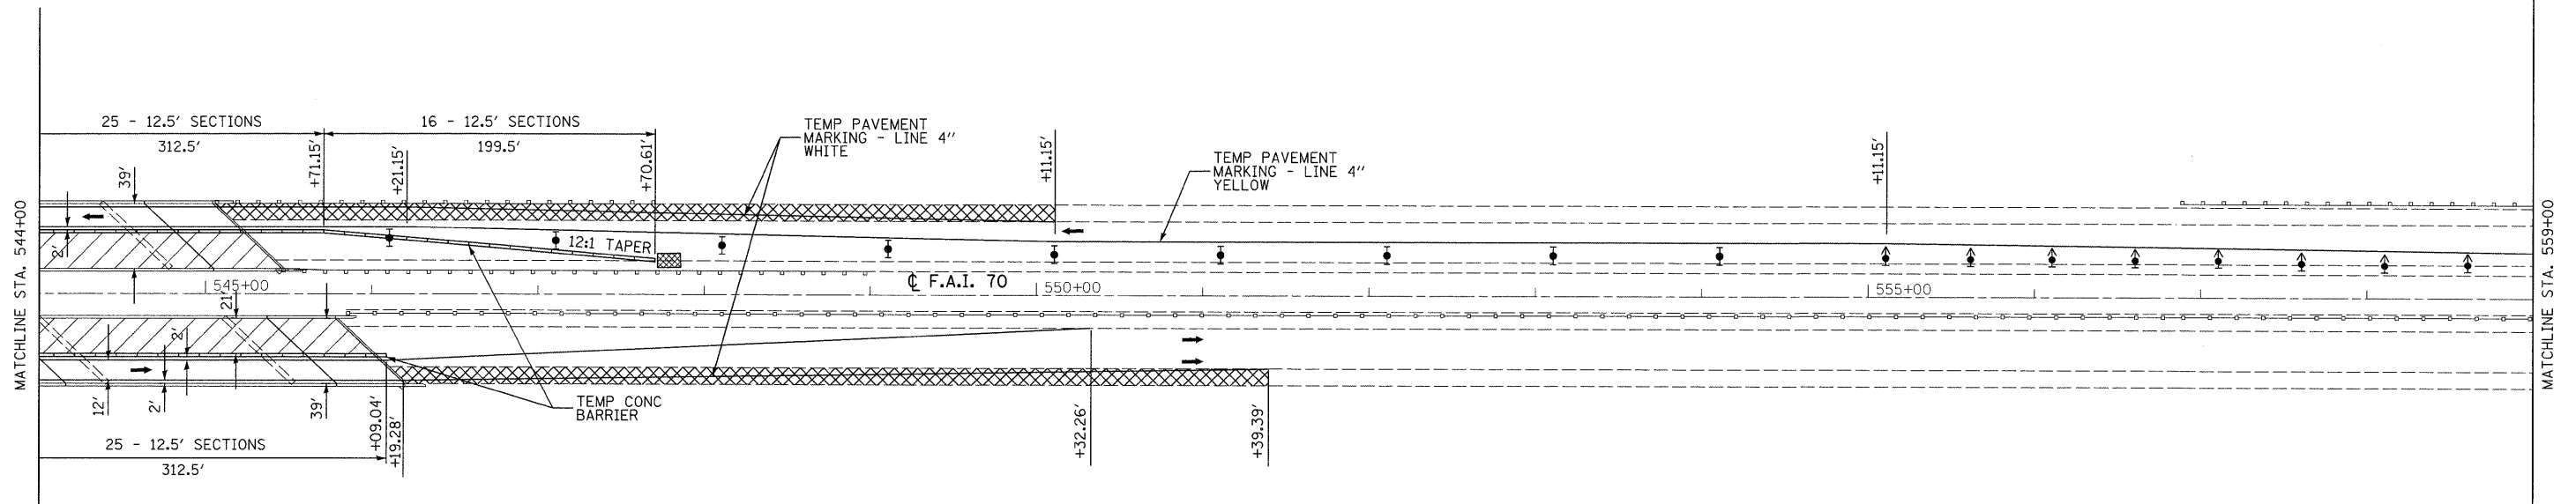 25 - 12.5' SECTIONS
312.5'
16 - 12.5' SECTIONS
199.5'
39'
+71.15'
+21.15'
+70.61'
TEMP PAVEMENT
MARKING - LINE 4"
WHITE
+11.15'
TEMP PAVEMENT
MARKING - LINE 4"
YELLOW
+11.15'
MATCHLINE STA. 544+00
2'
12:1 TAPER
545+00
℄ F.A.I. 70
550+00
555+00
MATCHLINE STA. 559+00
21'
2'
12'
2'
39'
+09.04'
+19.28'
TEMP CONC
BARRIER
+32.26'
+39.39'
25 - 12.5' SECTIONS
312.5'